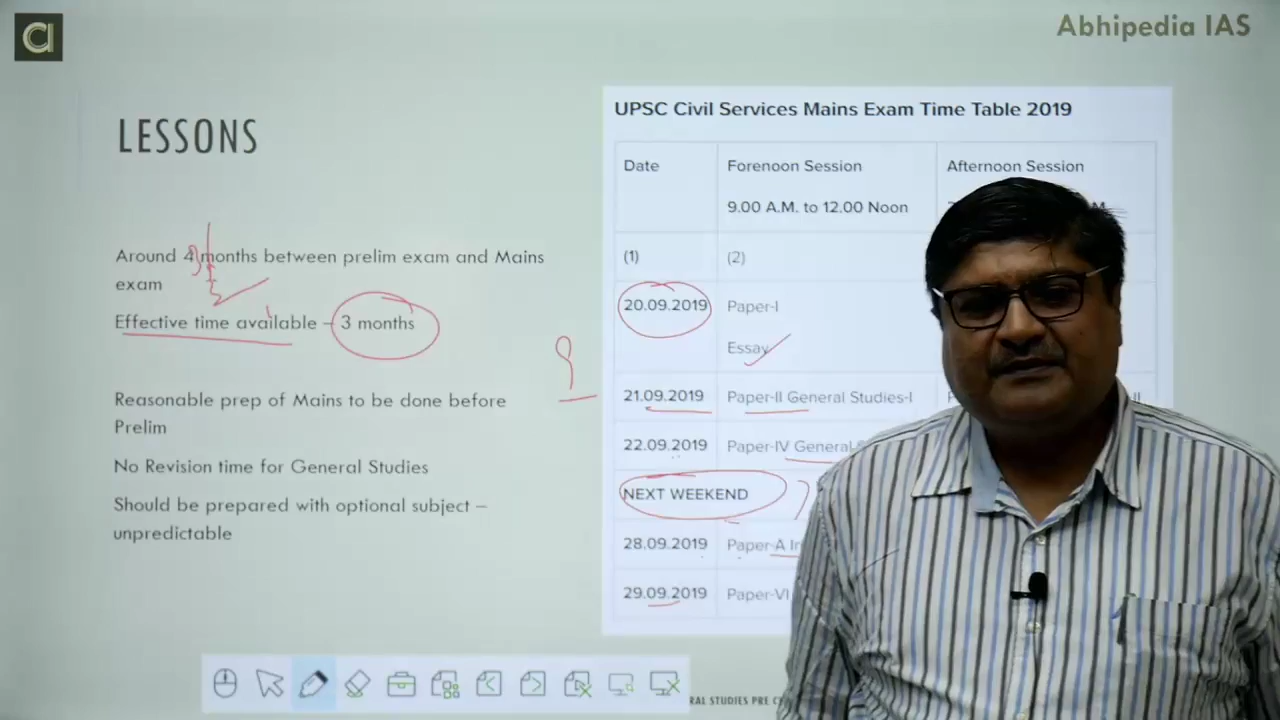 Abhipedia IAS
LESSONS
Around 4 months between prelim exam and Mains
exam
Effective time available – 3 months
Reasonable prep of Mains to be done before
Prelim
No Revision time for General Studies
Should be prepared with optional subject –
unpredictable
UPSC Civil Services Mains Exam Time Table 2019
Date Forenoon Session Afternoon Session
9.00 A.M. to 12.00 Noon
(1) (2)
20.09.2019 Paper-I
Essay
21.09.2019 Paper-II General Studies-I
22.09.2019 Paper-IV General
NEXT WEEKEND
28.09.2019 Paper-A
29.09.2019 Paper-VI
STUDIES PRE